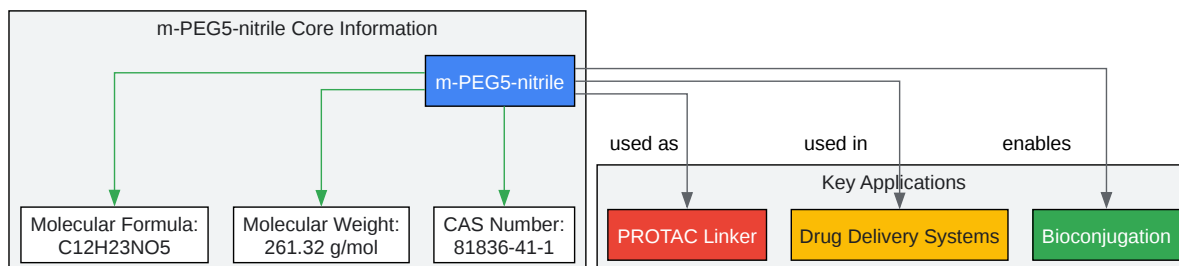 m-PEG5-nitrile Core Information
m-PEG5-nitrile
used as
used in
enables
Key Applications
Molecular Formula:
C12H23NO5
Molecular Weight:
261.32 g/mol
CAS Number:
81836-41-1
PROTAC Linker
Drug Delivery Systems
Bioconjugation